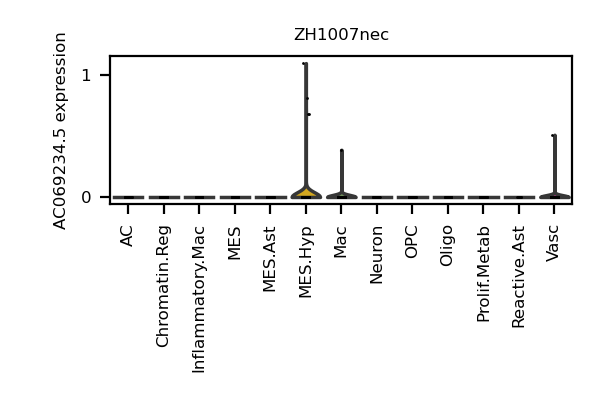 ZH1007nec
AC069234.5 expression
1
0
AC
Chromatin.Reg
Inflammatory.Mac
MES
MES.Ast
MES.Hyp
Mac
Neuron
OPC
Oligo
Prolif.Metab
Reactive.Ast
Vasc